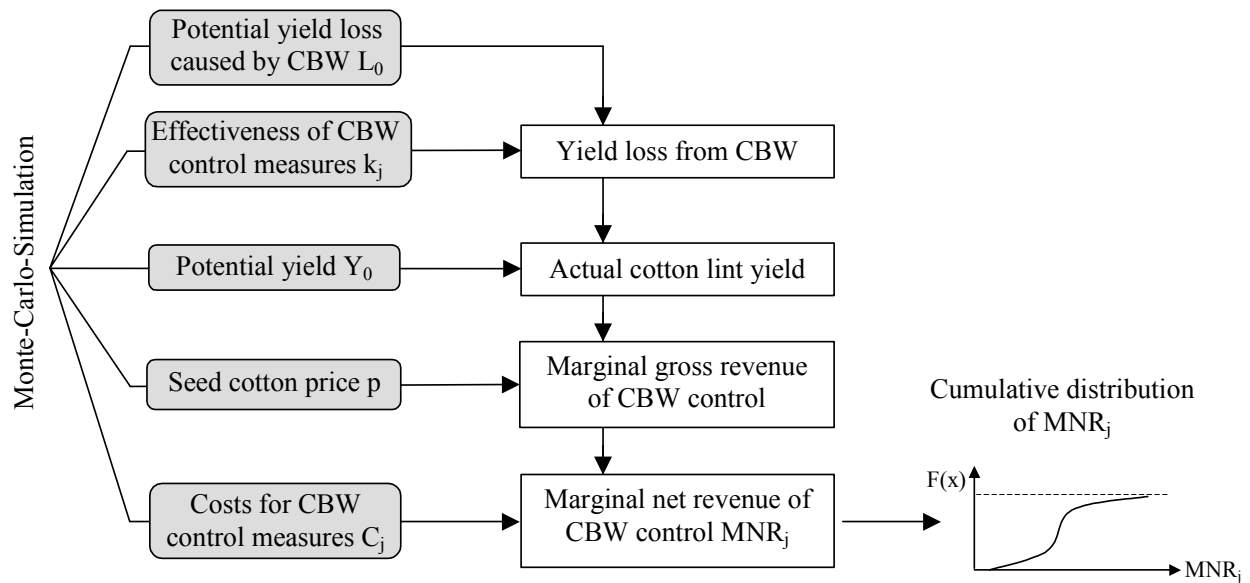 Monte-Carlo-Simulation
Potential yield loss
caused by CBW L₀
Effectiveness of CBW
control measures kⱼ
Yield loss from CBW
Potential yield Y₀
Actual cotton lint yield
Seed cotton price p
Marginal gross revenue
of CBW control
Costs for CBW
control measures Cⱼ
Marginal net revenue of
CBW control MNRⱼ
Cumulative distribution
of MNRⱼ
F(x)
MNRⱼ